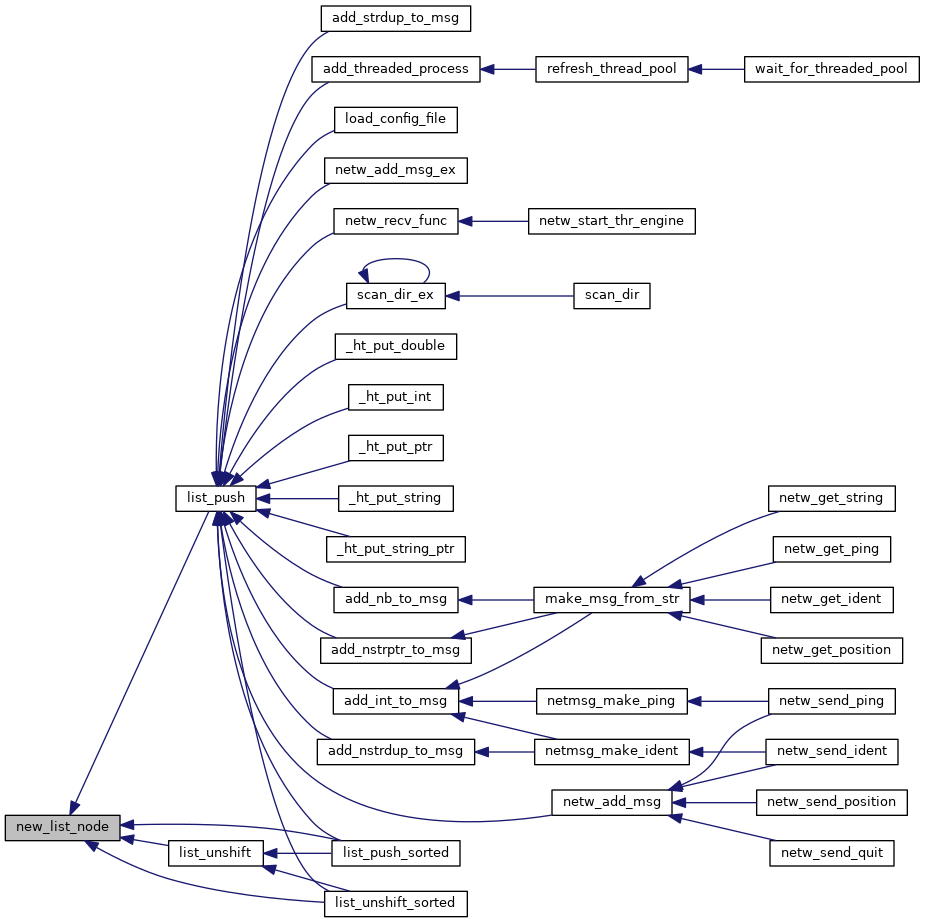 add_strdup_to_msg
add_threaded_process
refresh_thread_pool
wait_for_threaded_pool
load_config_file
netw_add_msg_ex
netw_recv_func
netw_start_thr_engine
scan_dir_ex
scan_dir
_ht_put_double
_ht_put_int
_ht_put_ptr
list_push
_ht_put_string
netw_get_string
_ht_put_string_ptr
netw_get_ping
add_nb_to_msg
make_msg_from_str
netw_get_ident
add_nstrptr_to_msg
netw_get_position
add_int_to_msg
netmsg_make_ping
netw_send_ping
add_nstrdup_to_msg
netmsg_make_ident
netw_send_ident
netw_add_msg
netw_send_position
new_list_node
list_unshift
list_push_sorted
netw_send_quit
list_unshift_sorted